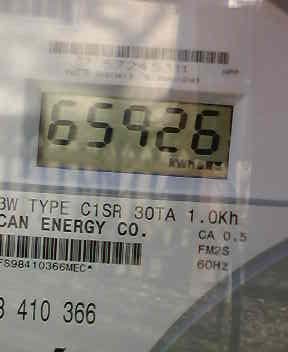 65926
KWHRS
3W TYPE C1SR 30TA 1.0Kh
CAN ENERGY CO.
CA 0.5
FM2S
60Hz
FS98410366MEC*
3 410 366